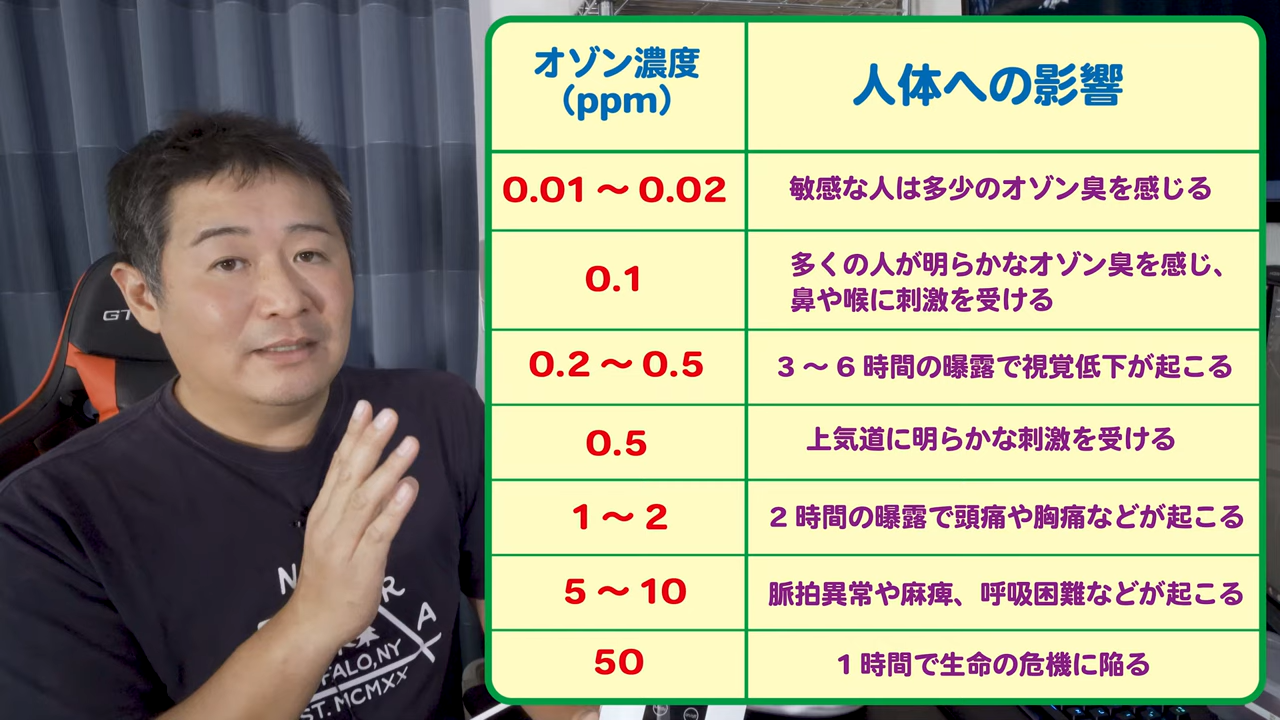 オゾン濃度
（ppm）
人体への影響
0.01 〜 0.02
敏感な人は多少のオゾン臭を感じる
0.1
多くの人が明らかなオゾン臭を感じ、
鼻や喉に刺激を受ける
0.2 〜 0.5
3 〜 6 時間の曝露で視覚低下が起こる
0.5
上気道に明らかな刺激を受ける
1 〜 2
2 時間の曝露で頭痛や胸痛などが起こる
5 〜 10
脈拍異常や麻痺、呼吸困難などが起こる
50
1 時間で生命の危機に陥る
GT
FALO,NY
ST. MCMXX